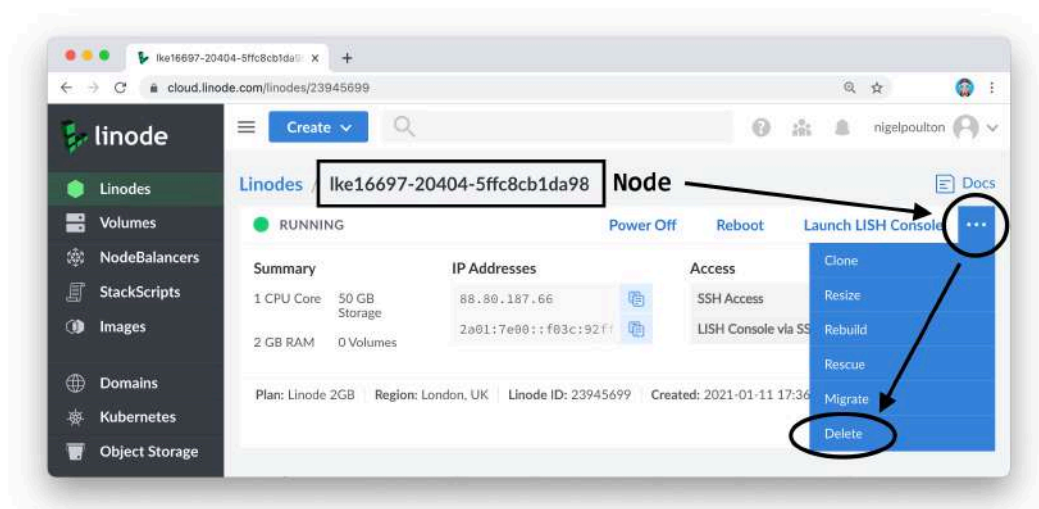 lke16697-20404-5ffc8cb1da9
cloud.linode.com/linodes/23945699
linode
Create
nigelpoulton
Linodes / lke16697-20404-5ffc8cb1da98 Node
Docs
RUNNING
Power Off
Reboot
Launch LISH Console
...
Summary
1 CPU Core
50 GB
Storage
2 GB RAM
0 Volumes
IP Addresses
88.80.187.66
2a01:7e00::f03c:92ff
Access
SSH Access
LISH Console via SS
Plan: Linode 2GB
Region: London, UK
Linode ID: 23945699
Created: 2021-01-11 17:36
Clone
Resize
Rebuild
Rescue
Migrate
Delete
Linodes
Volumes
NodeBalancers
StackScripts
Images
Domains
Kubernetes
Object Storage